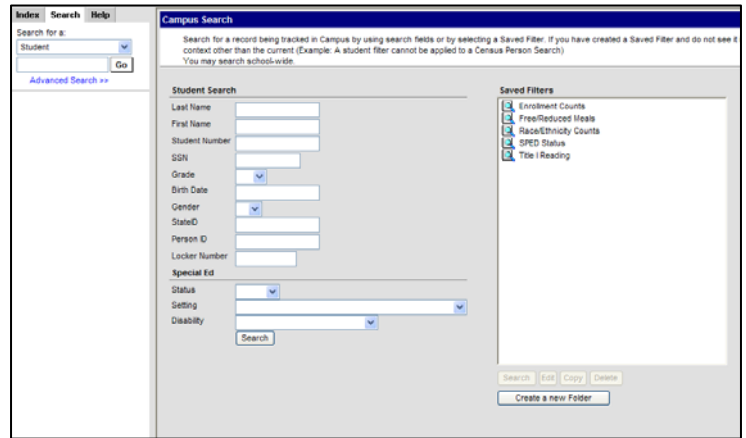 Index Search Help
Search for a:
Student
Go
Advanced Search >>
Campus Search
Search for a record being tracked in Campus by using search fields or by selecting a Saved Filter. If you have created a Saved Filter and do not see it
context other than the current (Example: A student filter cannot be applied to a Census Person Search)
You may search school-wide.
Student Search
Last Name
First Name
Student Number
SSN
Grade
Birth Date
Gender
StateID
Person ID
Locker Number
Special Ed
Status
Setting
Disability
Search
Saved Filters
Enrollment Counts
Free/Reduced Meals
Race/Ethnicity Counts
SPED Status
Title I Reading
Search Edit Copy Delete
Create a new Folder